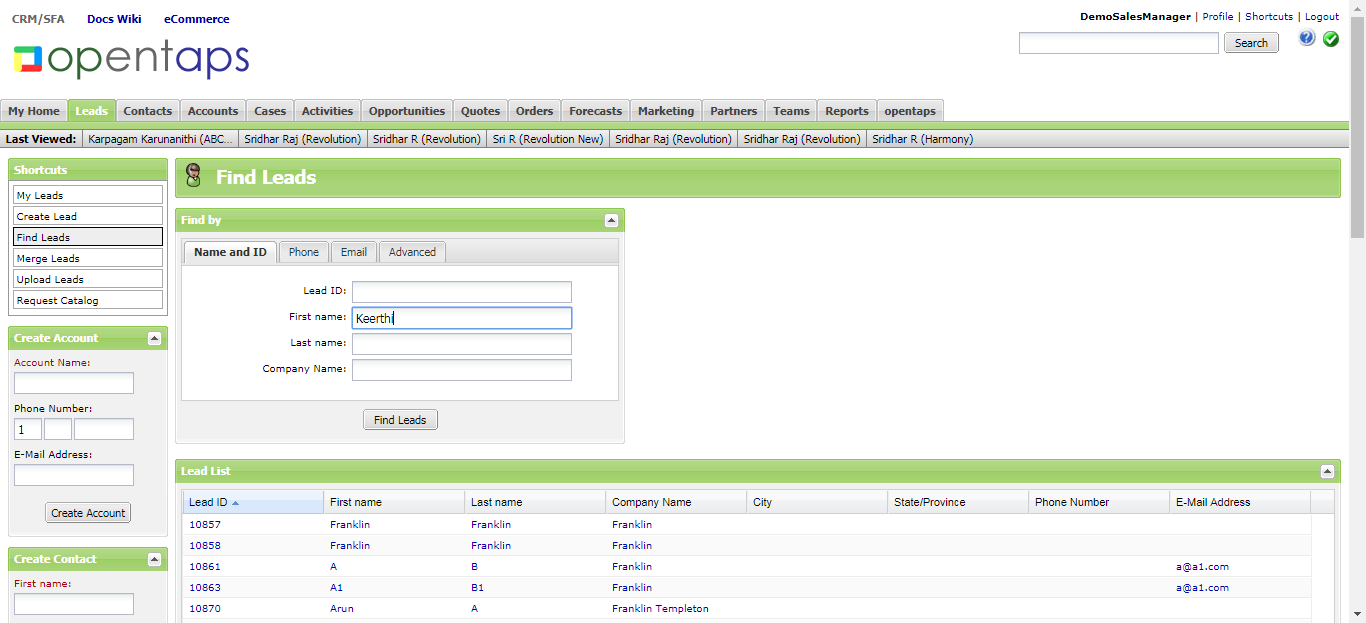 CRM/SFA Docs Wiki eCommerce
DemoSalesManager | Profile | Shortcuts | Logout
opentaps
Search
My Home Leads Contacts Accounts Cases Activities Opportunities Quotes Orders Forecasts Marketing Partners Teams Reports opentaps
Last Viewed: Karpagam Karunanithi (ABC... Sridhar Raj (Revolution) Sridhar R (Revolution) Sri R (Revolution New) Sridhar Raj (Revolution) Sridhar Raj (Revolution) Sridhar R (Harmony)
Shortcuts
My Leads
Create Lead
Find Leads
Merge Leads
Upload Leads
Request Catalog
Create Account
Account Name:
Phone Number:
1
E-Mail Address:
Create Account
Create Contact
First name:
Find Leads
Find by
Name and ID Phone Email Advanced
Lead ID:
First name: Keerthi
Last name:
Company Name:
Find Leads
Lead List
Lead ID First name Last name Company Name City State/Province Phone Number E-Mail Address
10857 Franklin Franklin Franklin
10858 Franklin Franklin Franklin
10861 A B Franklin a@a1.com
10863 A1 B1 Franklin a@a1.com
10870 Arun A Franklin Templeton